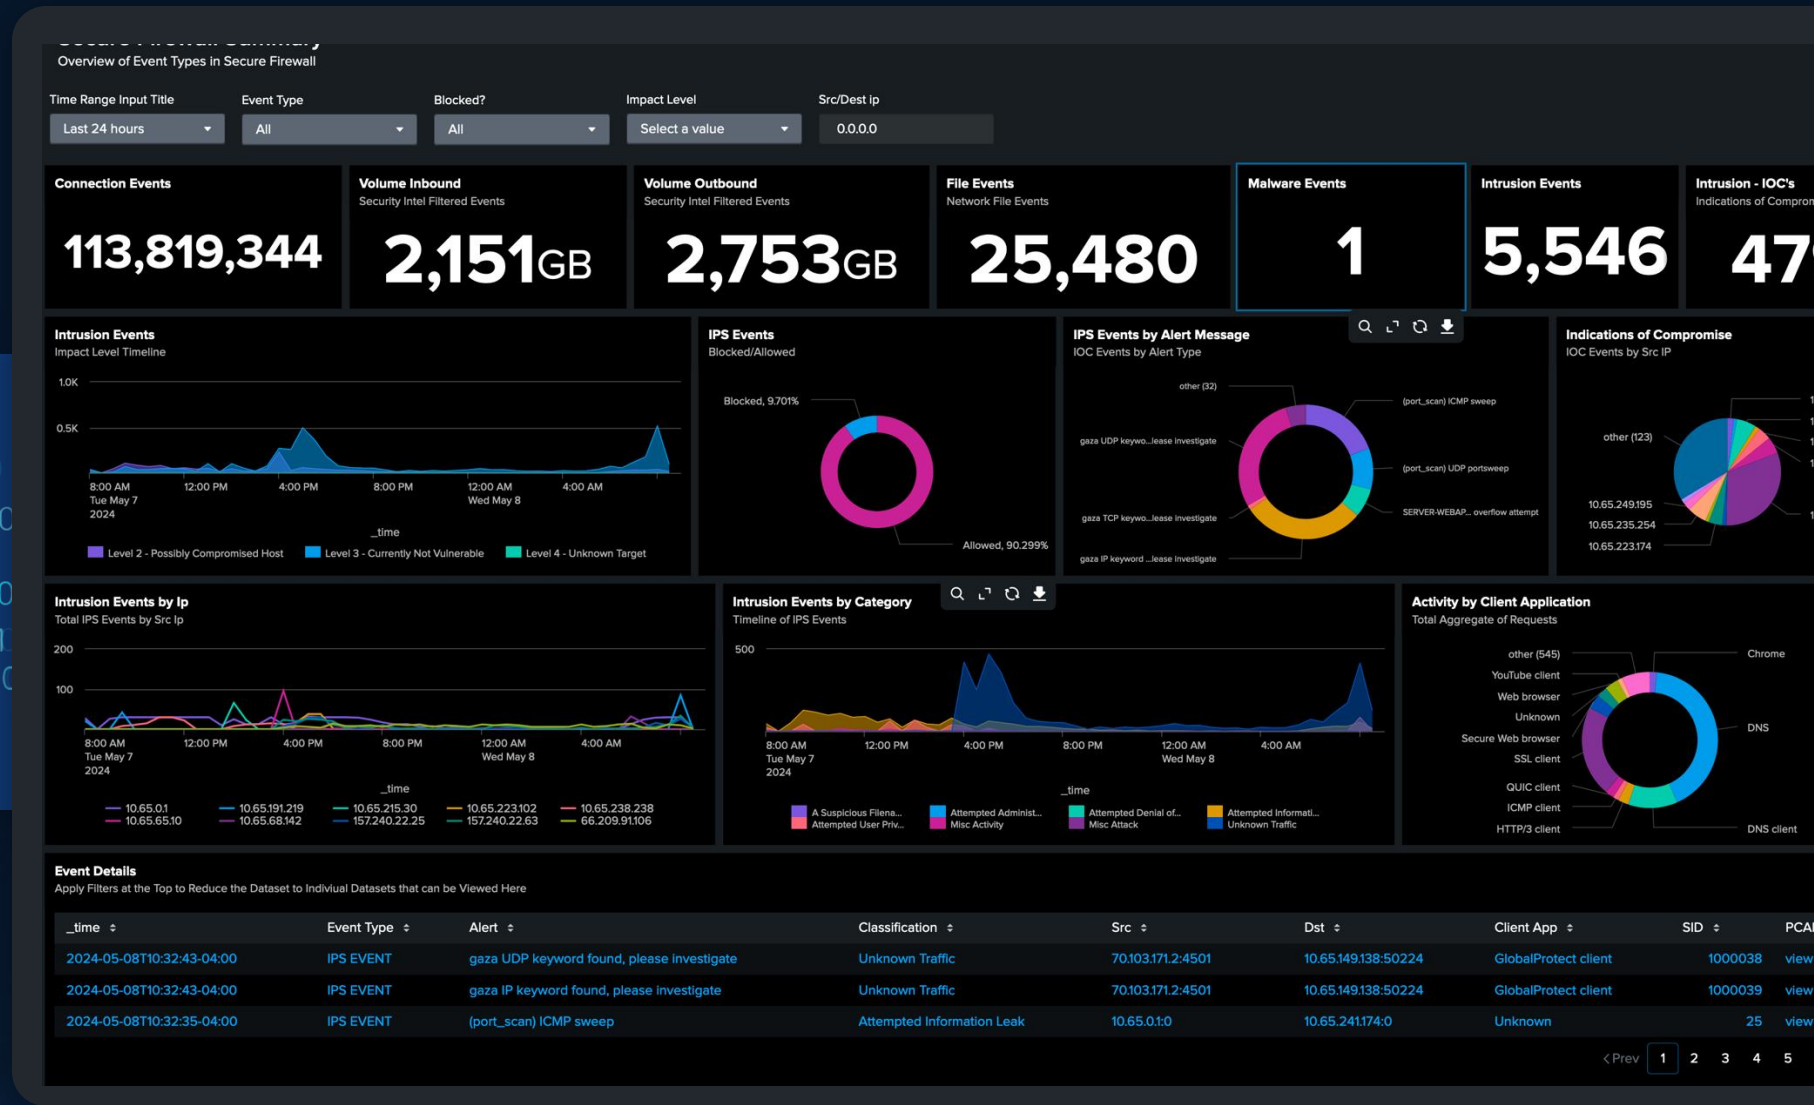 Secure Firewall Summary
Overview of Event Types in Secure Firewall
Time Range Input Title
Event Type
Blocked?
Impact Level
Src/Dest ip
Last 24 hours
All
All
Select a value
0.0.0.0
Connection Events
113,819,344
Volume Inbound
Security Intel Filtered Events
2,151GB
Volume Outbound
Security Intel Filtered Events
2,753GB
File Events
Network File Events
25,480
Malware Events
1
Intrusion Events
5,546
Intrusion - IOC's
Indications of
47
Intrusion Events
Impact Level Timeline
1.0K
0.5K
8:00 AM
Tue May 7
2024
12:00 PM
4:00 PM
8:00 PM
12:00 AM
Wed May 8
4:00 AM
_time
Level 2 - Possibly Compromised Host
Level 3 - Currently Not Vulnerable
Level 4 - Unknown Target
IPS Events
Blocked/Allowed
Blocked, 9.701%
Allowed, 90.299%
IPS Events by Alert Message
IOC Events by Alert Type
other (32)
(port_scan) ICMP sweep
gaza UDP keywo...lease investigate
(port_scan) UDP portsweep
gaza TCP keywo...lease investigate
SERVER-WEBAP... overflow attempt
gaza IP keyword ...lease Investigate
Indications of Compromise
IOC Events by Src IP
other (123)
10.65.249.195
10.65.235.254
10.65.223.174
Intrusion Events by Ip
Total IPS Events by Src Ip
200
100
8:00 AM
Tue May 7
2024
12:00 PM
4:00 PM
8:00 PM
12:00 AM
Wed May 8
4:00 AM
_time
10.65.0.1
10.65.191.219
10.65.215.30
10.65.223.102
10.65.238.238
10.65.65.10
10.65.68.142
157.240.22.25
157.240.22.63
66.209.91.106
Intrusion Events by Category
Timeline of IPS Events
500
8:00 AM
Tue May 7
2024
12:00 PM
4:00 PM
8:00 PM
12:00 AM
Wed May 8
4:00 AM
_time
A Suspicious Filena...
Attempted Administ...
Attempted Denial of...
Attempted Informati...
Attempted User Priv...
Misc Activity
Misc Attack
Unknown Traffic
Activity by Client Application
Total Aggregate of Requests
other (545)
Chrome
YouTube client
Web browser
Unknown
DNS
Secure Web browser
SSL client
QUIC client
ICMP client
HTTP/3 client
DNS client
Event Details
Apply Filters at the Top to Reduce the Dataset to Indiviual Datasets that can be Viewed Here
_time
Event Type
Alert
Classification
Src
Dst
Client App
SID
2024-05-08T10:32:43-04:00 IPS EVENT gaza UDP keyword found, please investigate Unknown Traffic 70.103.171.2:4501 10.65.149.138:50224 GlobalProtect client 1000038 view
2024-05-08T10:32:43-04:00 IPS EVENT gaza IP keyword found, please investigate Unknown Traffic 70.103.171.2:4501 10.65.149.138:50224 GlobalProtect client 1000039 view
2024-05-08T10:32:35-04:00 IPS EVENT (port_scan) ICMP sweep Attempted Information Leak 10.65.0.1:0 10.65.241.174:0 Unknown 25 view
< Prev 1 2 3 4 5